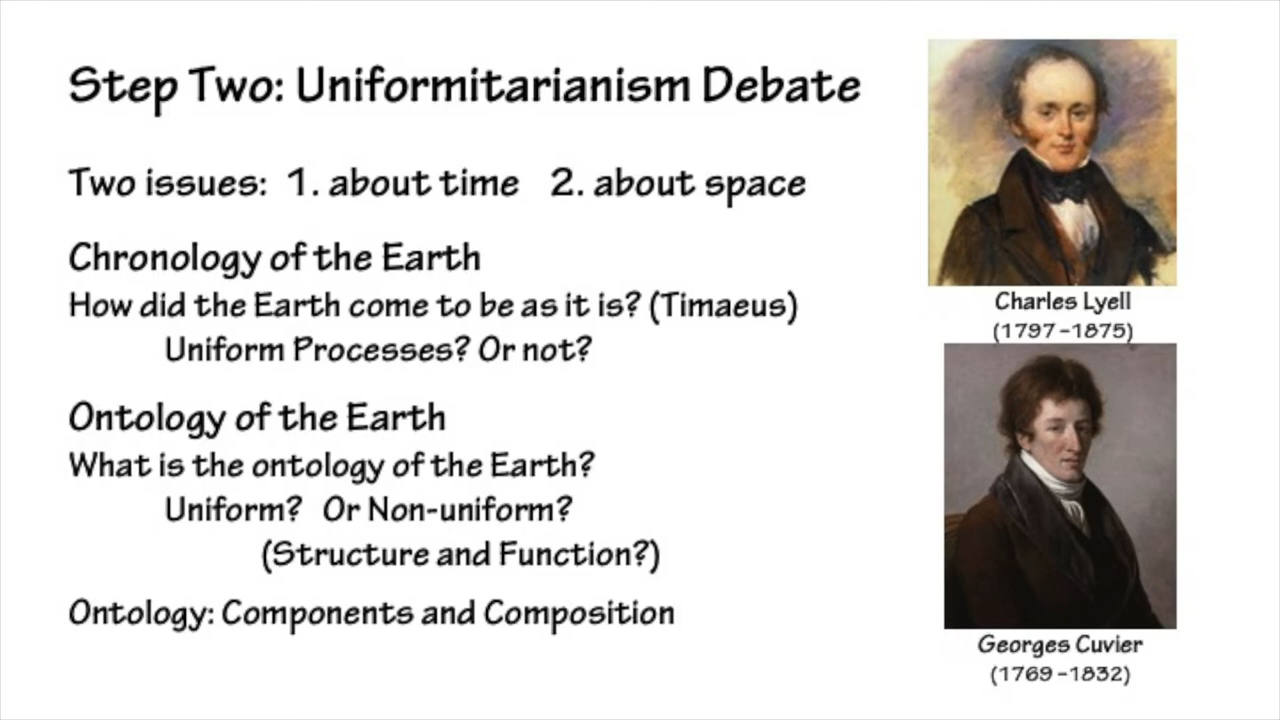 Step Two: Uniformitarianism Debate
Two issues: 1. about time 2. about space
Chronology of the Earth
How did the Earth come to be as it is? (Timaeus)
Uniform Processes? Or not?
Ontology of the Earth
What is the ontology of the Earth?
Uniform? Or Non-uniform?
(Structure and Function?)
Ontology: Components and Composition
Charles Lyell
(1797-1875)
Georges Cuvier
(1769-1832)